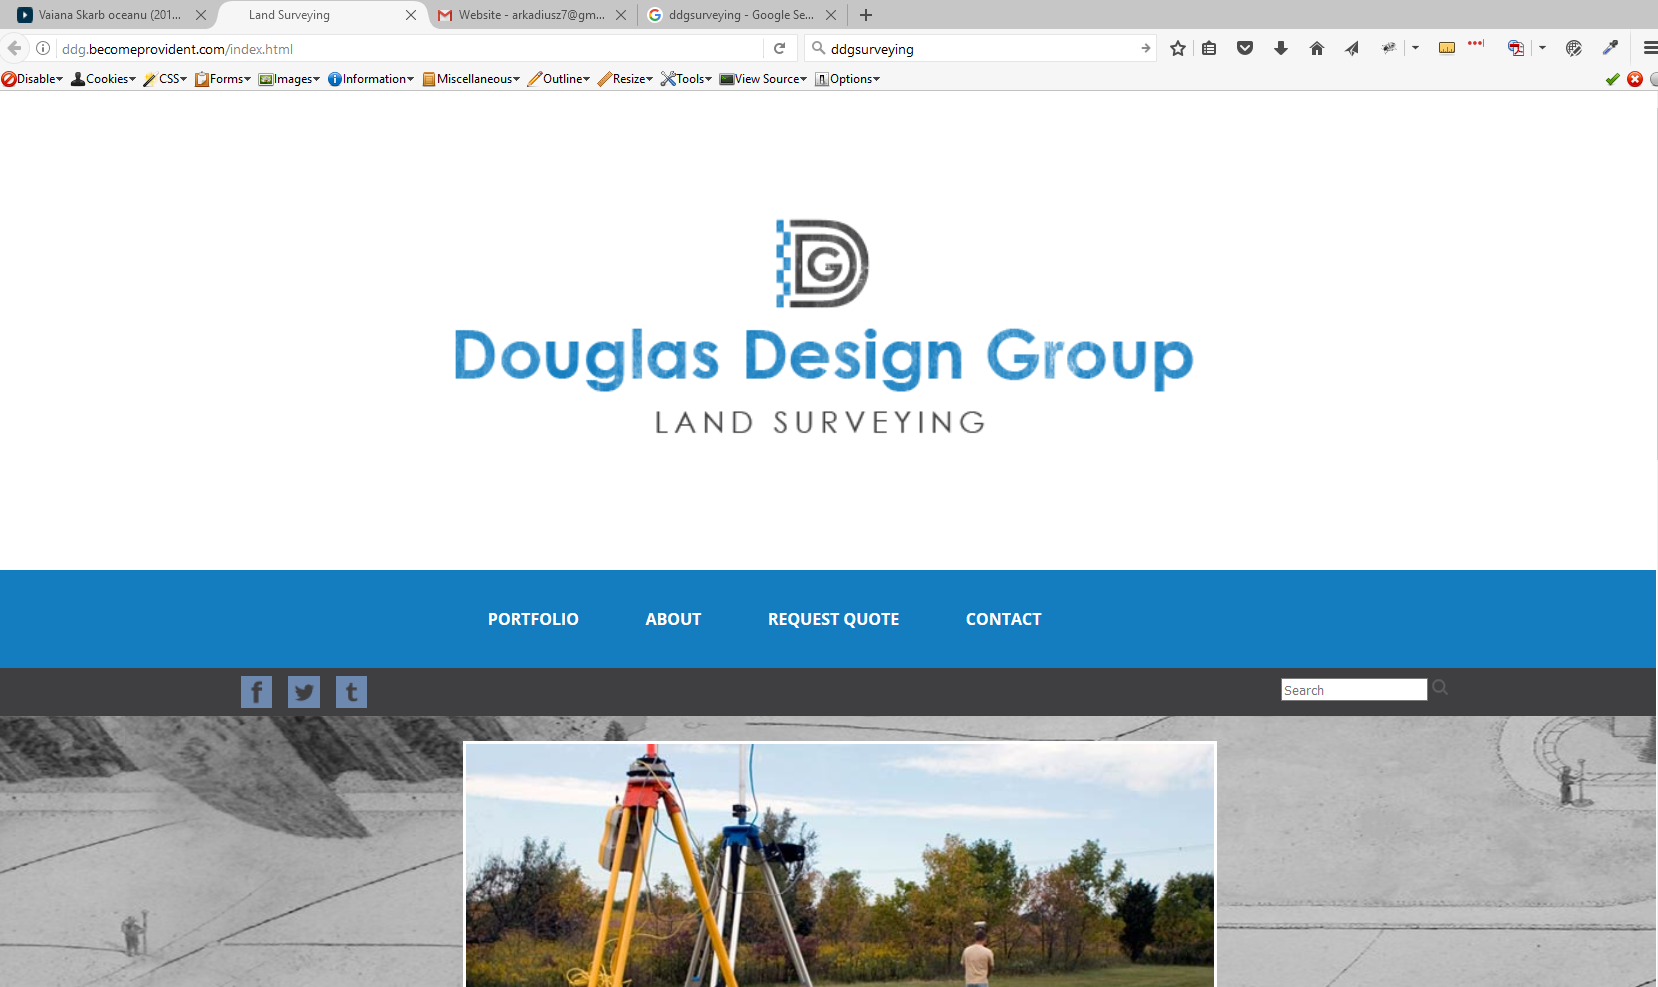 Vaiana Skarb oceanu (201...
Land Surveying
Website - arkadiusz7@gm...
ddgsurveying - Google Se...
ddg.becomeprovident.com/index.html
ddgsurveying
Disable Cookies CSS Forms Images Information Miscellaneous Outline Resize Tools View Source Options
DDG
Douglas Design Group
LAND SURVEYING
PORTFOLIO ABOUT REQUEST QUOTE CONTACT
f t
Search